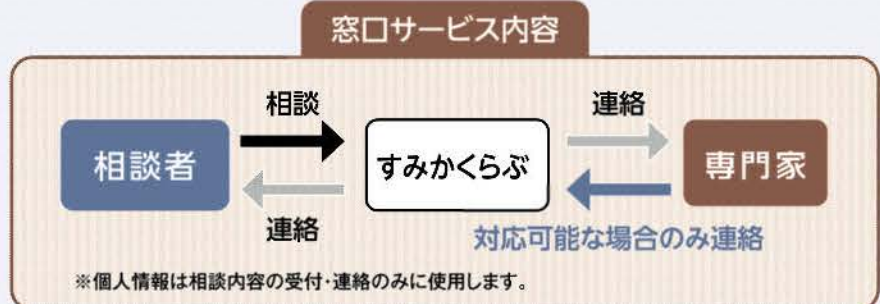 窓口サービス内容
相談
連絡
相談者
すみかくらぶ
専門家
連絡
対応可能な場合のみ連絡
※個人情報は相談内容の受付・連絡のみに使用します。